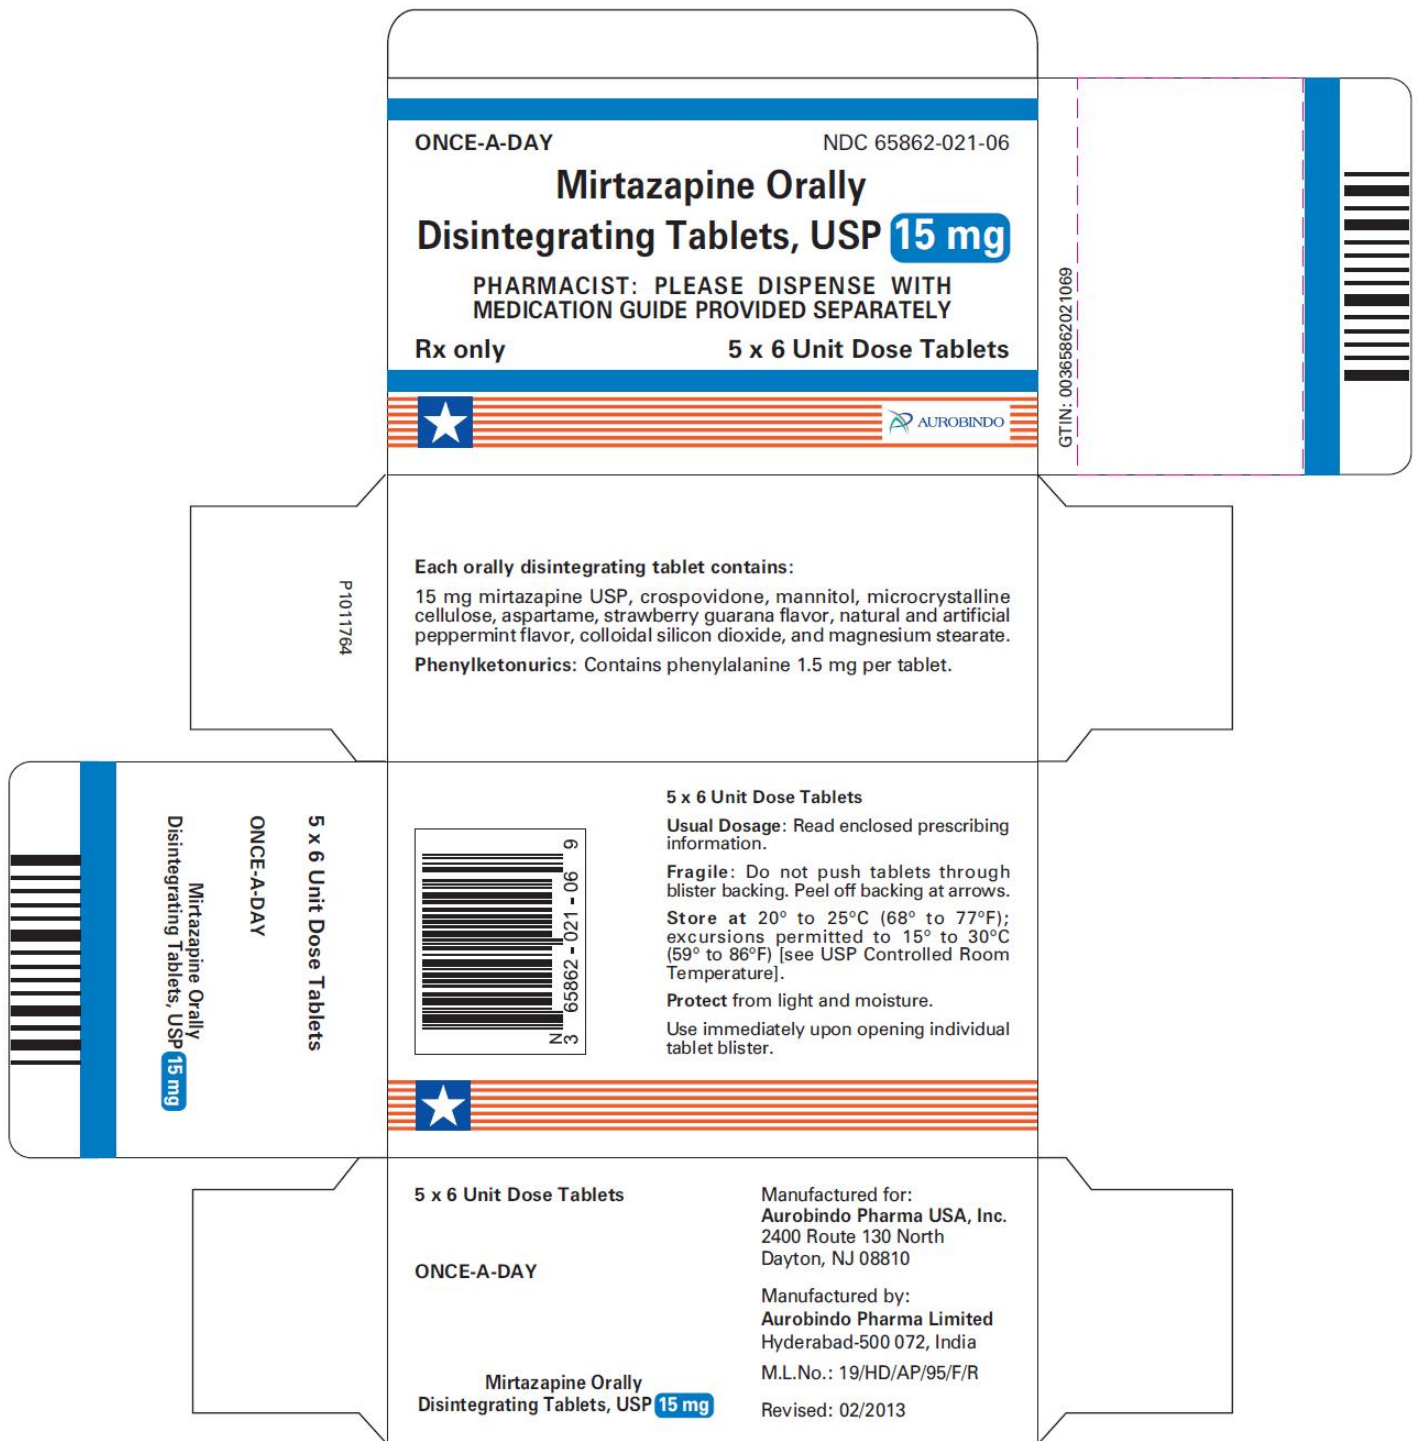 ONCE-A-DAY
NDC 65862-021-06
Mirtazapine Orally
Disintegrating Tablets, USP 15 mg
PHARMACIST: PLEASE DISPENSE WITH
MEDICATION GUIDE PROVIDED SEPARATELY
Rx only
5 x 6 Unit Dose Tablets
AUROBINDO
GTIN: 00365862021069
Each orally disintegrating tablet contains:
15 mg mirtazapine USP, crospovidone, mannitol, microcrystalline
cellulose, aspartame, strawberry guarana flavor, natural and artificial
peppermint flavor, colloidal silicon dioxide, and magnesium stearate.
Phenylketonurics: Contains phenylalanine 1.5 mg per tablet.
P1011764
5 x 6 Unit Dose Tablets
ONCE-A-DAY
Mirtazapine Orally
Disintegrating Tablets, USP 15 mg
N
3 65862-021-06 9
5 x 6 Unit Dose Tablets
Usual Dosage: Read enclosed prescribing
information.
Fragile: Do not push tablets through
blister backing. Peel off backing at arrows.
Store at 20º to 25ºC (68º to 77ºF);
excursions permitted to 15º to 30ºC
(59º to 86ºF) [see USP Controlled Room
Temperature].
Protect from light and moisture.
Use immediately upon opening individual
tablet blister.
5 x 6 Unit Dose Tablets
ONCE-A-DAY
Mirtazapine Orally
Disintegrating Tablets, USP 15 mg
Manufactured for:
Aurobindo Pharma USA, Inc.
2400 Route 130 North
Dayton, NJ 08810
Manufactured by:
Aurobindo Pharma Limited
Hyderabad-500 072, India
M.L.No.: 19/HD/AP/95/F/R
Revised: 02/2013